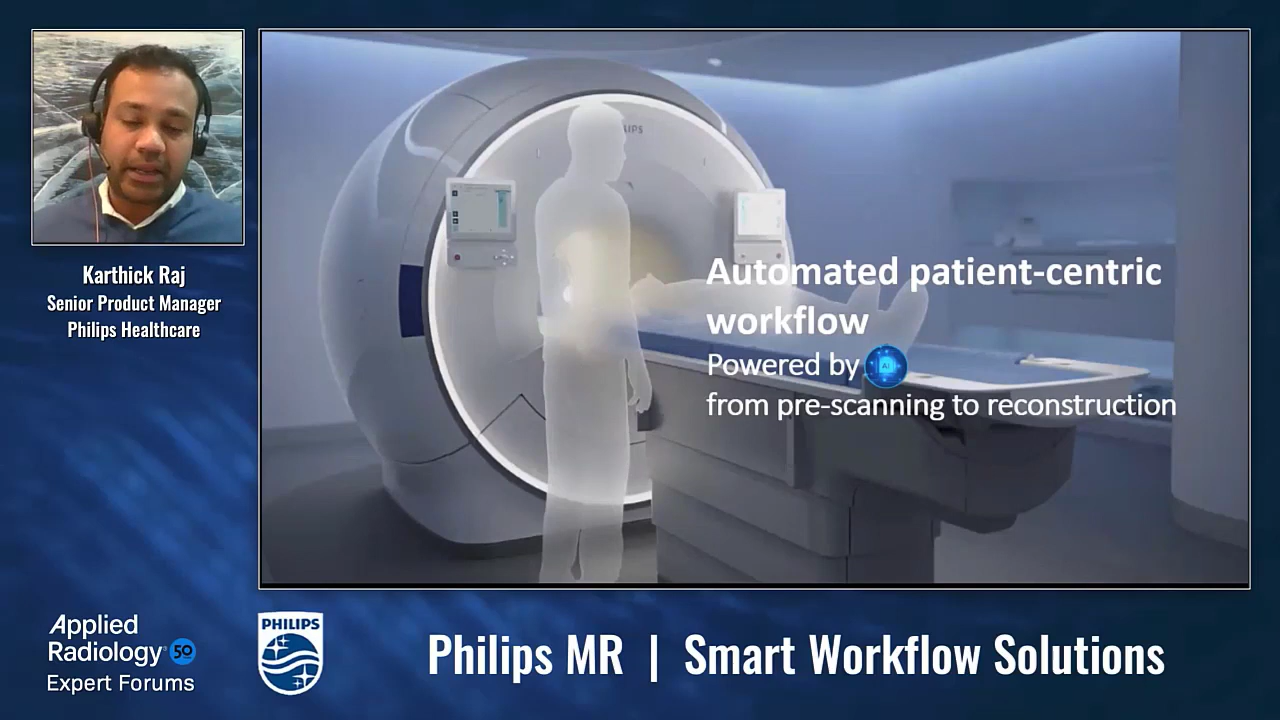 Karthick Raj
Senior Product Manager
Philips Healthcare
Automated patient-centric
workflow
Powered by AI
from pre-scanning to reconstruction
Applied
Radiology 50
Expert Forums
PHILIPS
Philips MR | Smart Workflow Solutions